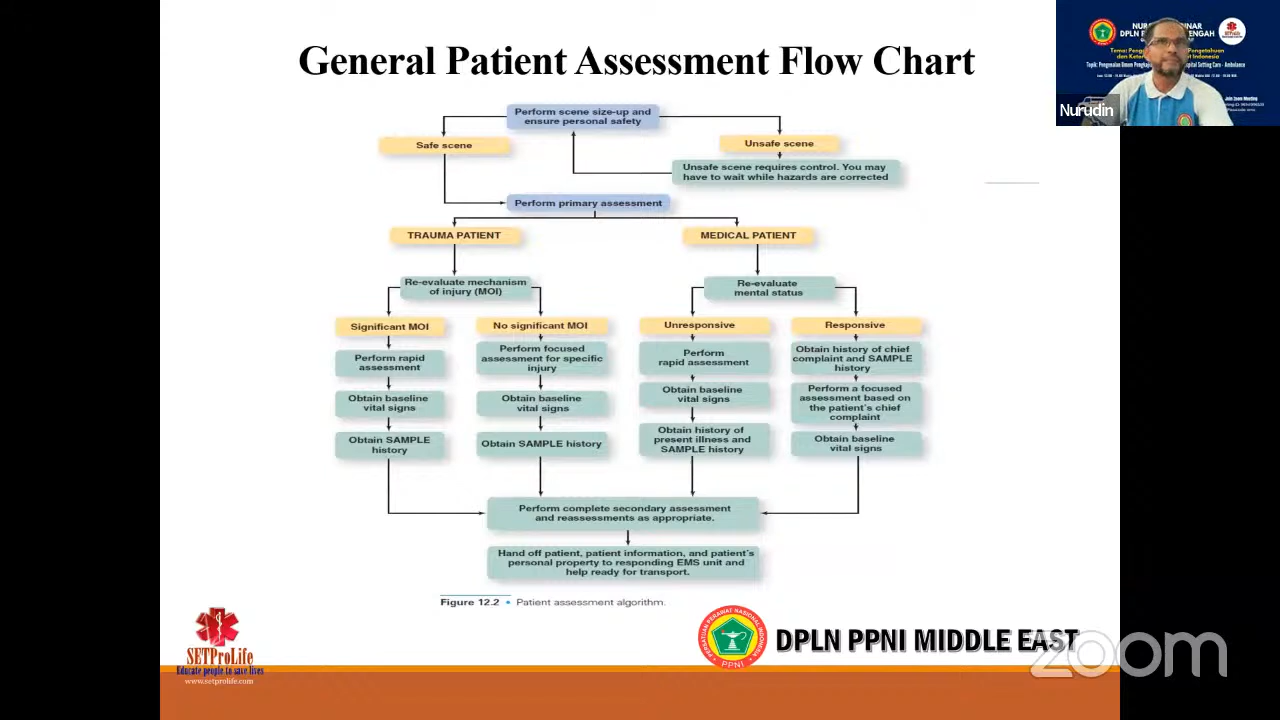 General Patient Assessment Flow Chart
Perform scene size-up and
ensure personal safety
Safe scene
Unsafe scene
Unsafe scene requires control. You may
have to wait while hazards are corrected
Perform primary assessment
TRAUMA PATIENT
MEDICAL PATIENT
Re-evaluate mechanism
of injury (MOI)
Re-evaluate
mental status
Significant MOI
No significant MOI
Unresponsive
Responsive
Perform rapid
assessment
Perform focused
assessment for specific
injury
Perform
rapid assessment
Obtain history of chief
complaint and SAMPLE
history
Obtain baseline
vital signs
Obtain baseline
vital signs
Obtain baseline
vital signs
Perform a focused
assessment based on
the patient's chief
complaint
Obtain SAMPLE
history
Obtain SAMPLE history
Obtain history of
present illness and
SAMPLE history
Obtain baseline
vital signs
Perform complete secondary assessment
and reassessments as appropriate.
Hand off patient, patient information, and patient's
personal property to responding EMS unit and
help ready for transport.
Figure 12.2 • Patient assessment algorithm.
SETProLife
Educate people to save lives
www.setprolife.com
PERSATUAN PERAWAT NASIONAL INDONESIA
PPNI
DPLN PPNI MIDDLE EAST
zoom
Nurudin